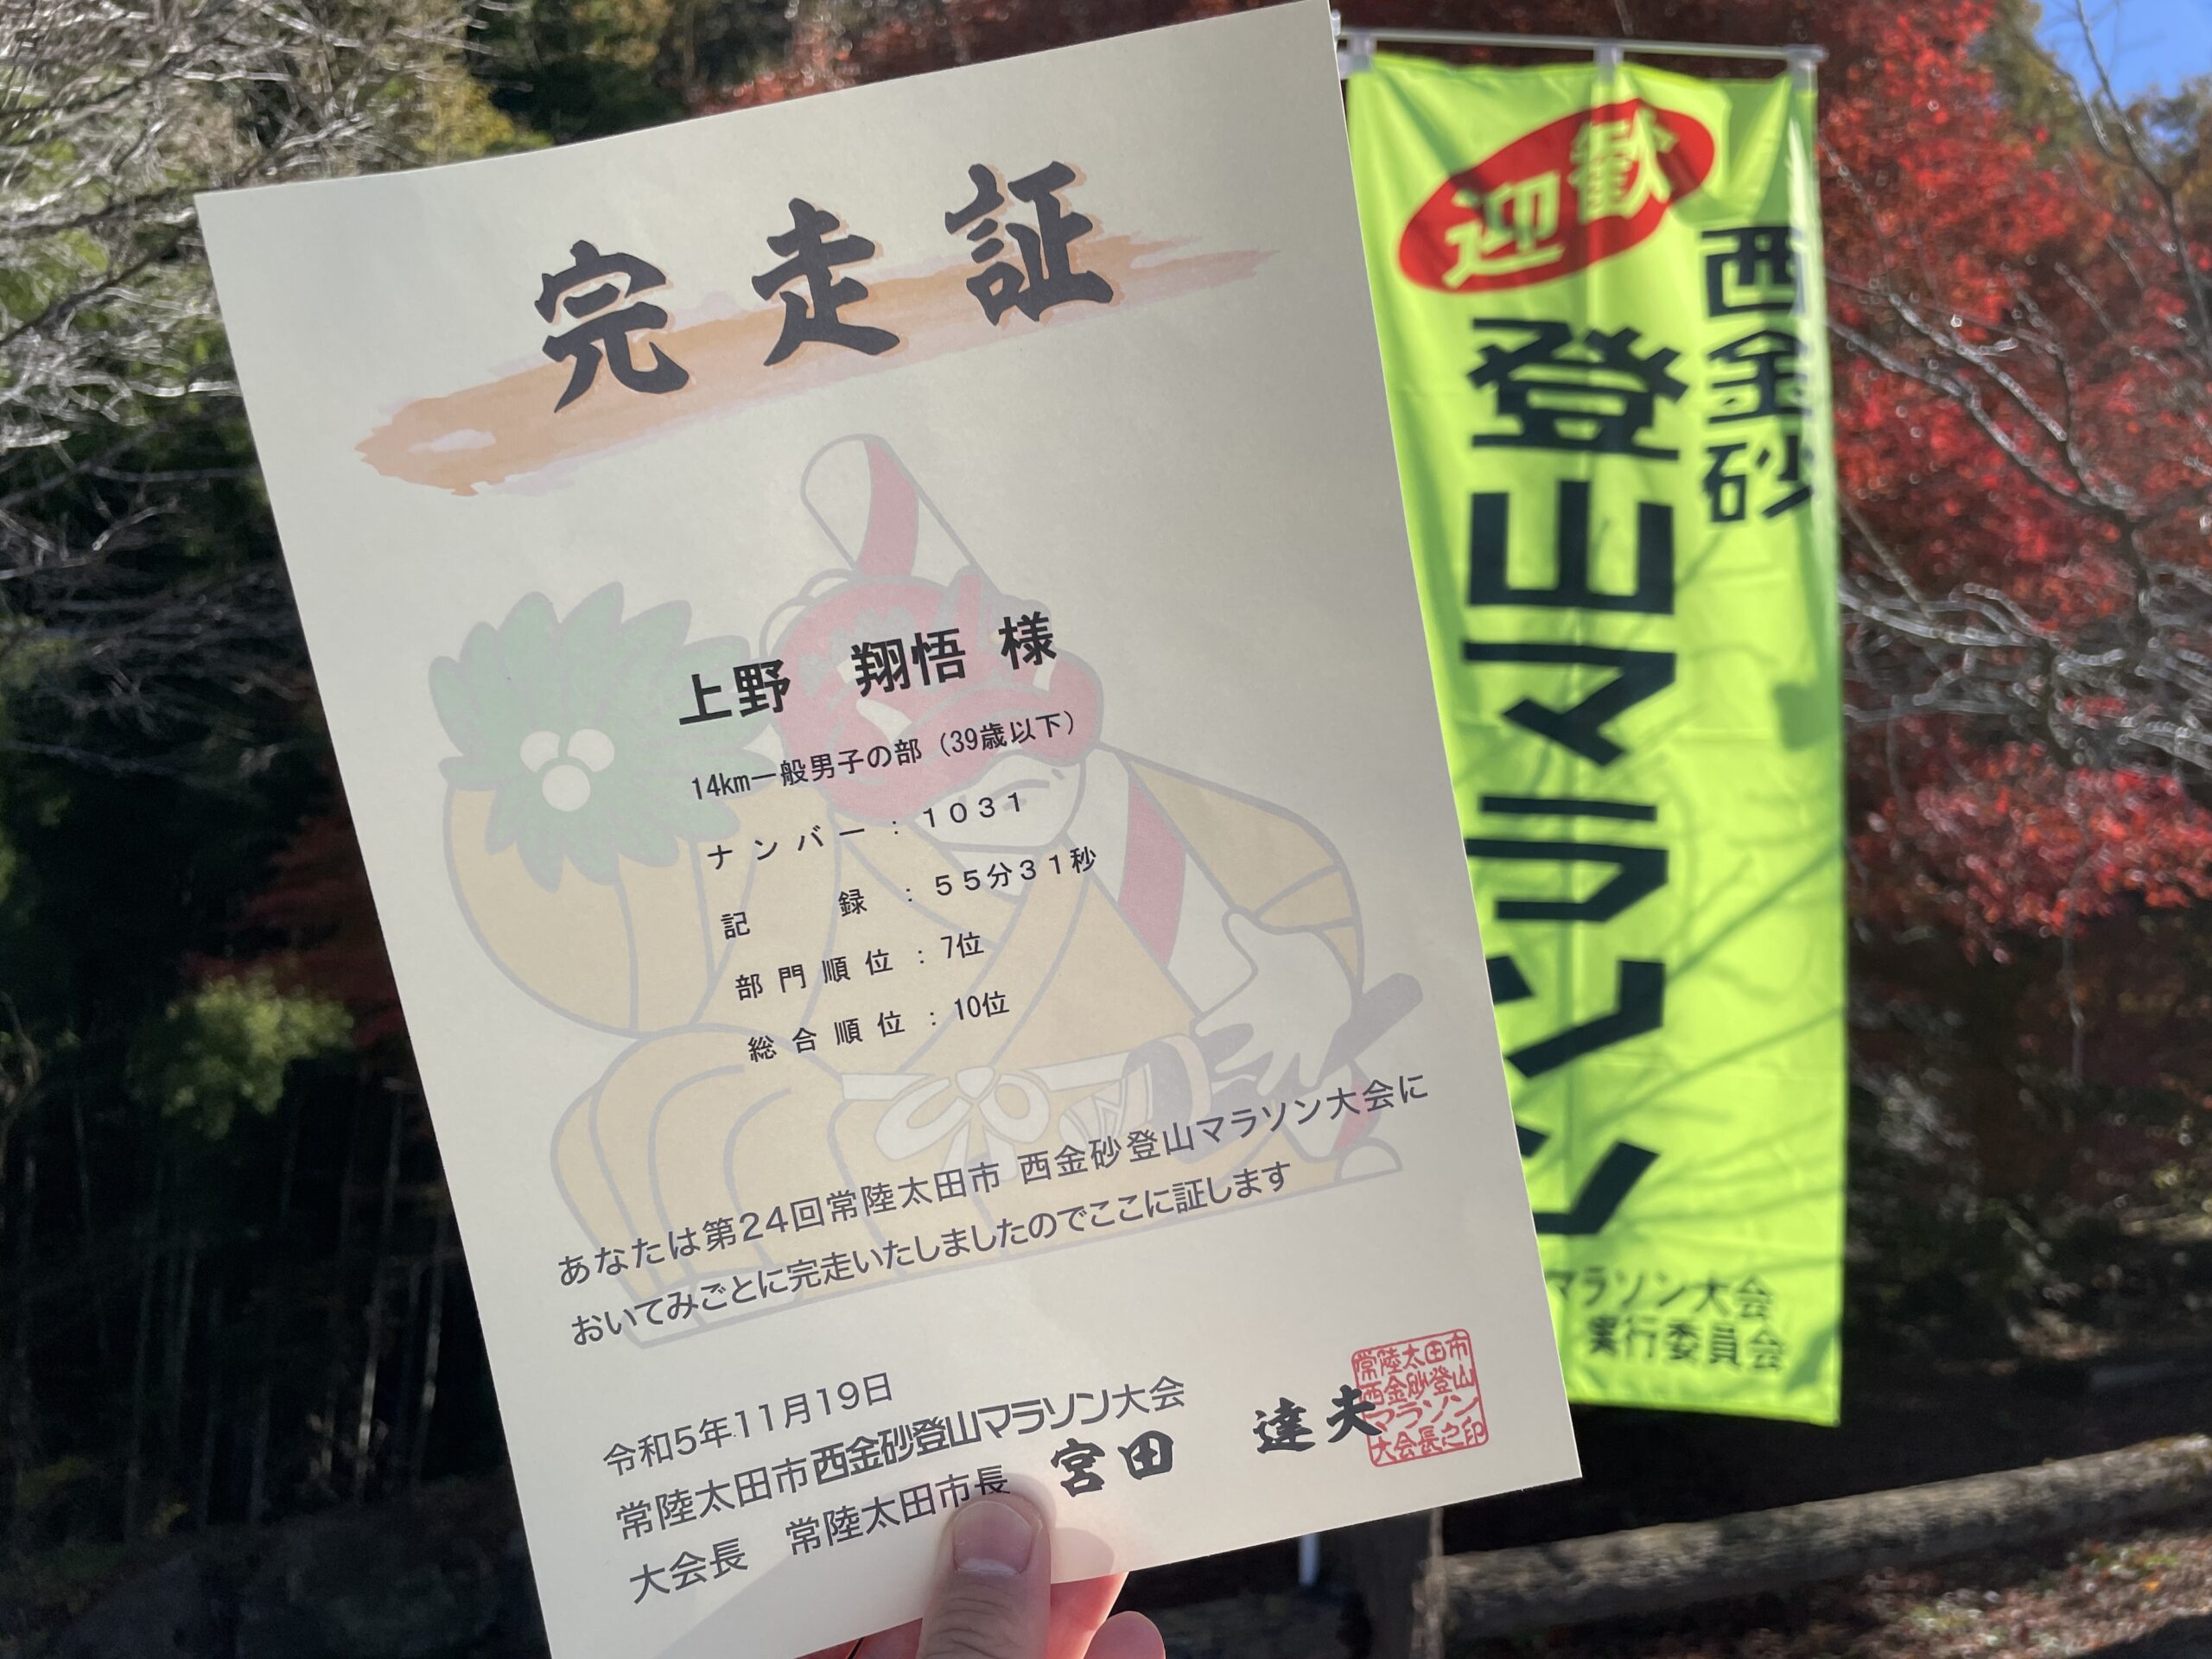 完走証
上野　翔悟 様
14km一般男子の部（39歳以下）
ナンバー：1031
記録：55分31秒
部門順位：7位
総合順位：10位
あなたは第24回常陸太田市 西金砂登山マラソン大会に
おいてみごとに完走いたしましたのでここに証します
令和5年11月19日
常陸太田市西金砂登山マラソン大会
大会長　常陸太田市長　宮田　達夫
常陸太田市
西金砂登山
マラソン
大会長之印
歓迎
西金砂
登山マラソン
マラソン大会
実行委員会